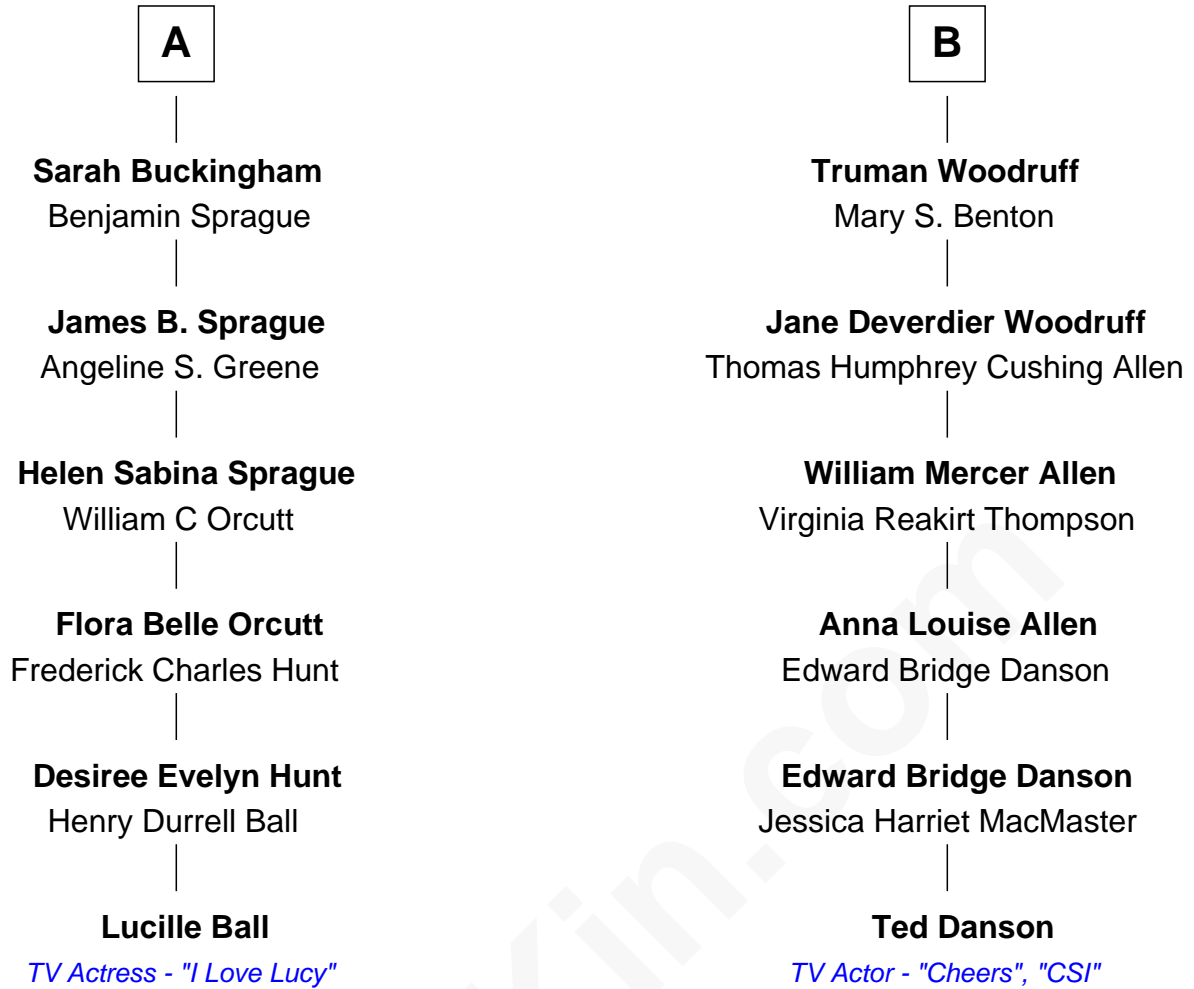 A
Sarah Buckingham
Benjamin Sprague
James B. Sprague
Angeline S. Greene
Helen Sabina Sprague
William C Orcutt
Flora Belle Orcutt
Frederick Charles Hunt
Desiree Evelyn Hunt
Henry Durrell Ball
Lucille Ball
TV Actress - "I Love Lucy"
B
Truman Woodruff
Mary S. Benton
Jane Deverdier Woodruff
Thomas Humphrey Cushing Allen
William Mercer Allen
Virginia Reakirt Thompson
Anna Louise Allen
Edward Bridge Danson
Edward Bridge Danson
Jessica Harriet MacMaster
Ted Danson
TV Actor - "Cheers", "CSI"
Kin.com